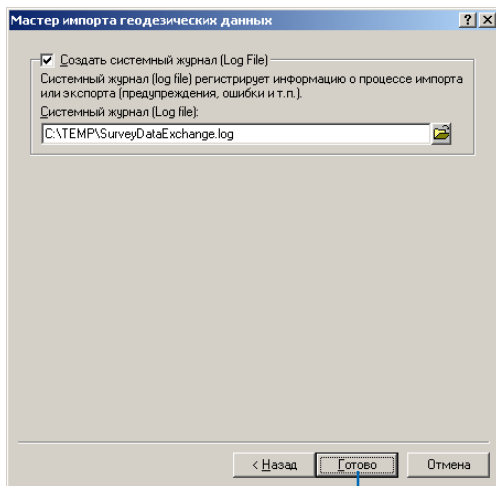 Мастер импорта геодезических данных
Создать системный журнал (Log File)
Системный журнал (log file) регистрирует информацию о процессе импорта
или экспорта (предупреждения, ошибки и т.п.).
Системный журнал (Log file):
C:\TEMP\SurveyDataExchange.log
< Назад Готово Отмена